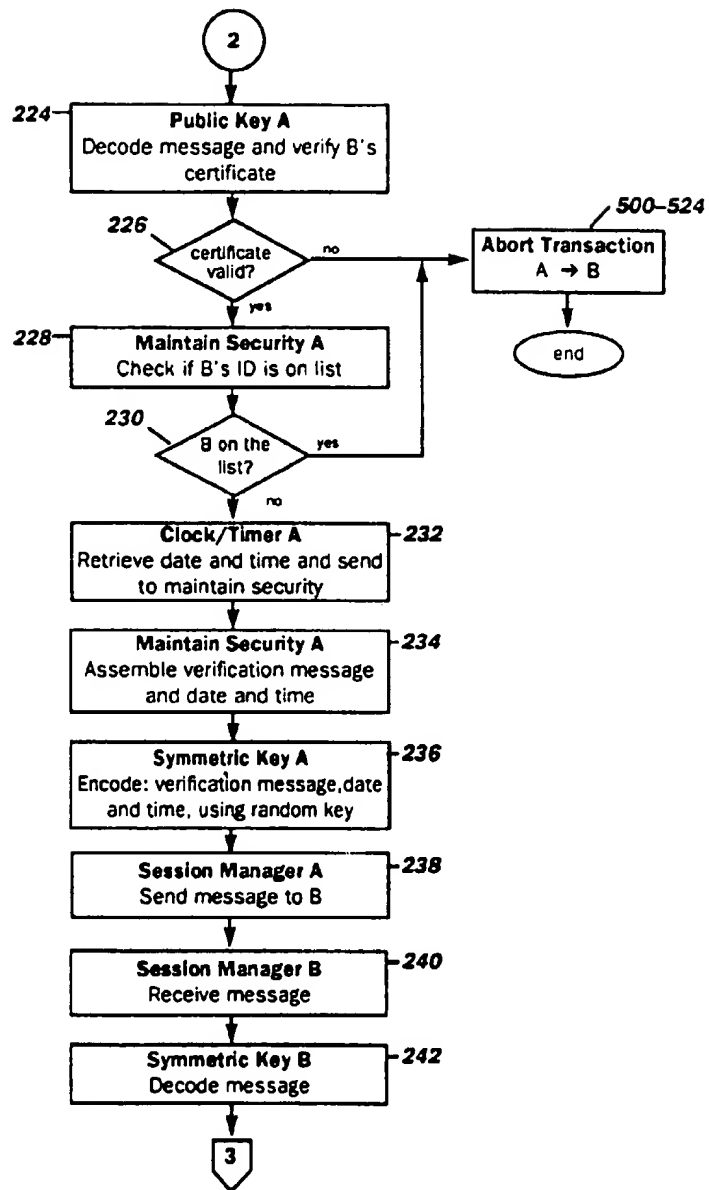 2
224
Public Key A
Decode message and verify B's
certificate
226
certificate
valid?
no
yes
500-524
Abort Transaction
A → B
end
228
Maintain Security A
Check if B's ID is on list
230
B on the
list?
yes
no
Clock/Timer A
Retrieve date and time and send
to maintain security
232
Maintain Security A
Assemble verification message
and date and time
234
Symmetric Key A
Encode: verification message,date
and time, using random key
236
Session Manager A
Send message to B
238
Session Manager B
Receive message
240
Symmetric Key B
Decode message
242
3